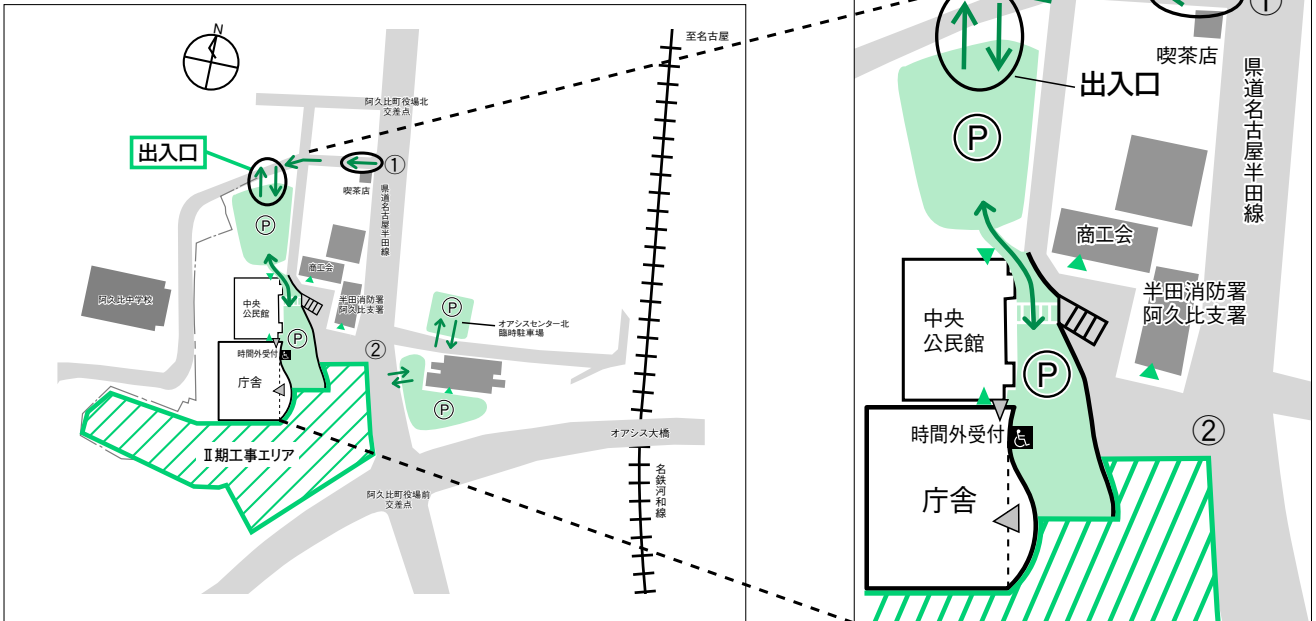 N
至名古屋
阿久比町役場北
交差点
出入口
①
喫茶店
県道名古屋半田線
P
商工会
阿久比中学校
中央
公民館
半田消防署
阿久比支署
P
オアシスセンター北
臨時駐車場
P
②
時間外受付
庁舎
P
オアシス大橋
Ⅱ期工事エリア
名鉄河和線
阿久比町役場前
交差点
①
喫茶店
出入口
県道名古屋半田線
P
商工会
半田消防署
阿久比支署
中央
公民館
P
②
時間外受付
庁舎